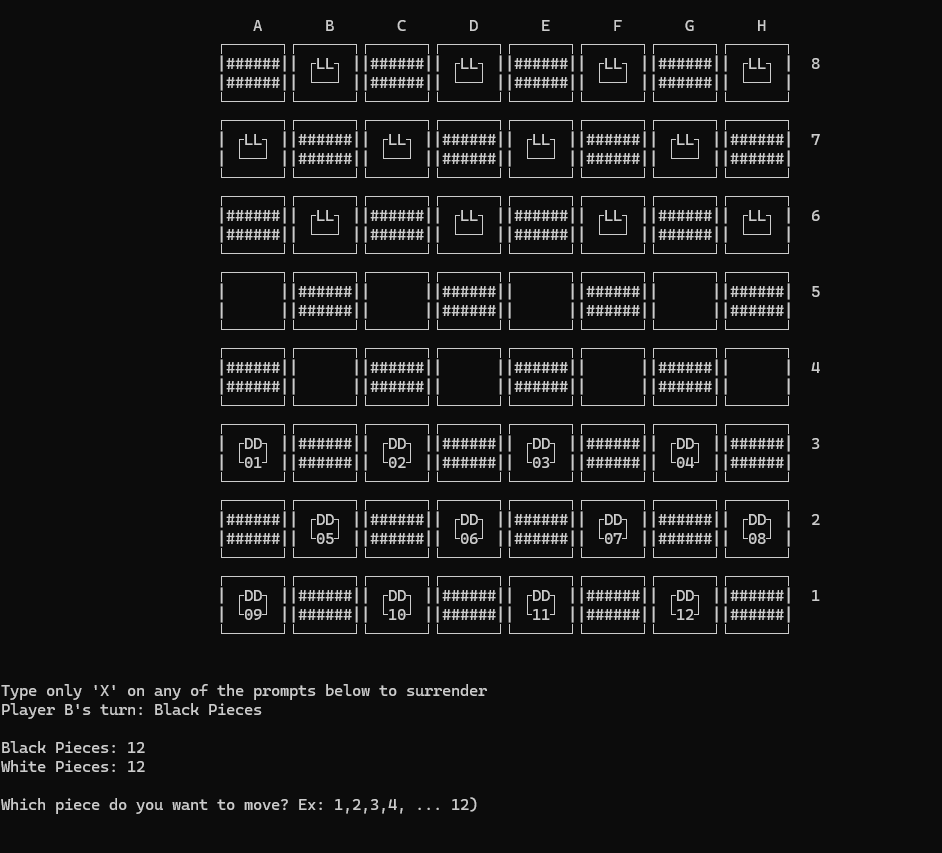 A B C D E F G H
|######|| LL ||######|| LL ||######|| LL ||######|| LL | 8
|######|| ||######|| ||######|| ||######|| |
| LL ||######|| LL ||######|| LL ||######|| LL ||######| 7
| ||######|| ||######|| ||######|| ||######|
|######|| LL ||######|| LL ||######|| LL ||######|| LL | 6
|######|| ||######|| ||######|| ||######|| |
| ||######|| ||######|| ||######|| ||######| 5
| ||######|| ||######|| ||######|| ||######|
|######|| ||######|| ||######|| ||######|| | 4
|######|| ||######|| ||######|| ||######|| |
| DD ||######|| DD ||######|| DD ||######|| DD ||######| 3
| 01 ||######|| 02 ||######|| 03 ||######|| 04 ||######|
|######|| DD ||######|| DD ||######|| DD ||######|| DD | 2
|######|| 05 ||######|| 06 ||######|| 07 ||######|| 08 |
| DD ||######|| DD ||######|| DD ||######|| DD ||######| 1
| 09 ||######|| 10 ||######|| 11 ||######|| 12 ||######|
Type only 'X' on any of the prompts below to surrender
Player B's turn: Black Pieces
Black Pieces: 12
White Pieces: 12
Which piece do you want to move? Ex: 1,2,3,4, ... 12)